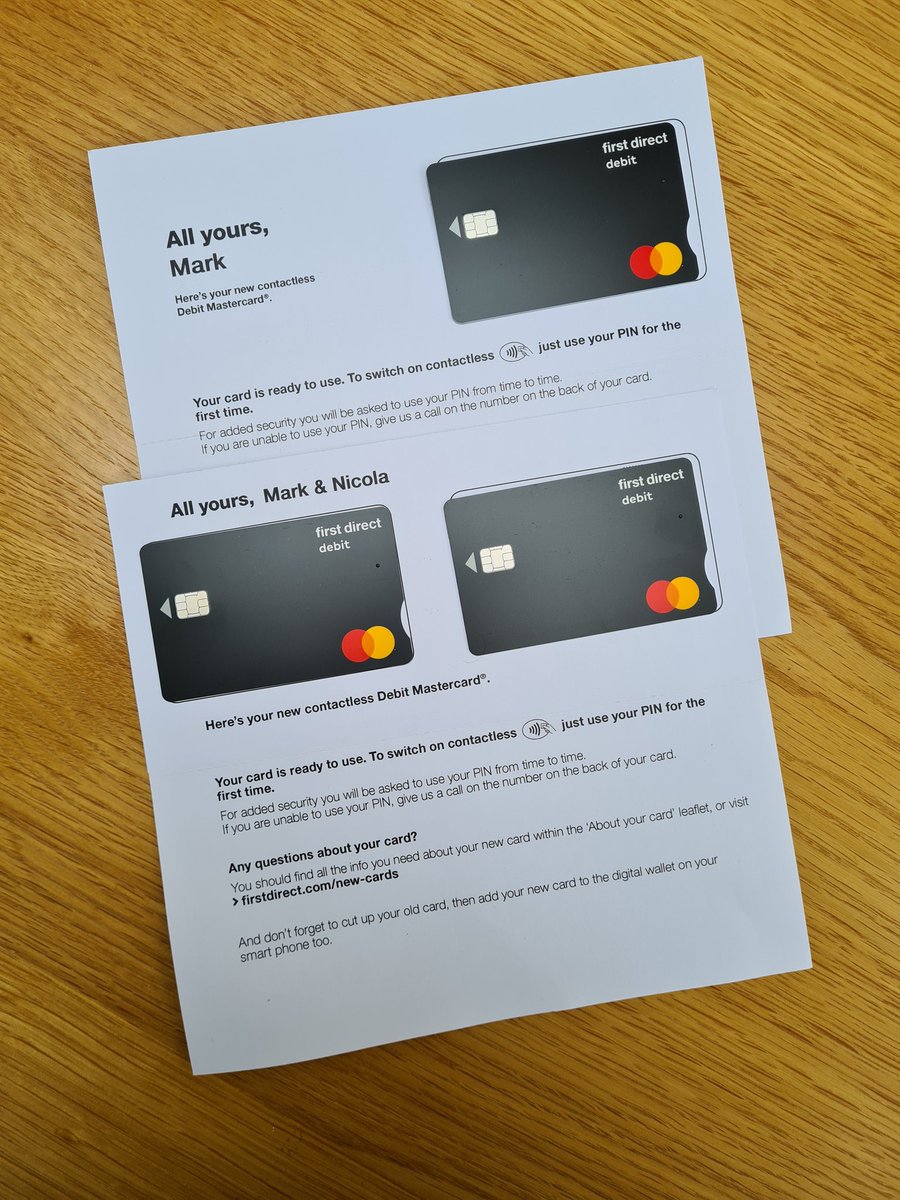 first direct
debit
All yours,
Mark
Here's your new contactless
Debit Mastercard®.
Your card is ready to use. To switch on contactless just use your PIN for the
first time.
For added security you will be asked to use your PIN from time to time.
If you are unable to use your PIN, give us a call on the number on the back of your card.
All yours, Mark & Nicola
first direct
debit
first direct
debit
Here's your new contactless Debit Mastercard®.
Your card is ready to use. To switch on contactless just use your PIN for the
first time.
For added security you will be asked to use your PIN from time to time.
If you are unable to use your PIN, give us a call on the number on the back of your card.
Any questions about your card?
You should find all the info you need about your new card within the 'About your card' leaflet, or visit
> firstdirect.com/new-cards
And don't forget to cut up your old card, then add your new card to the digital wallet on your
smart phone too.